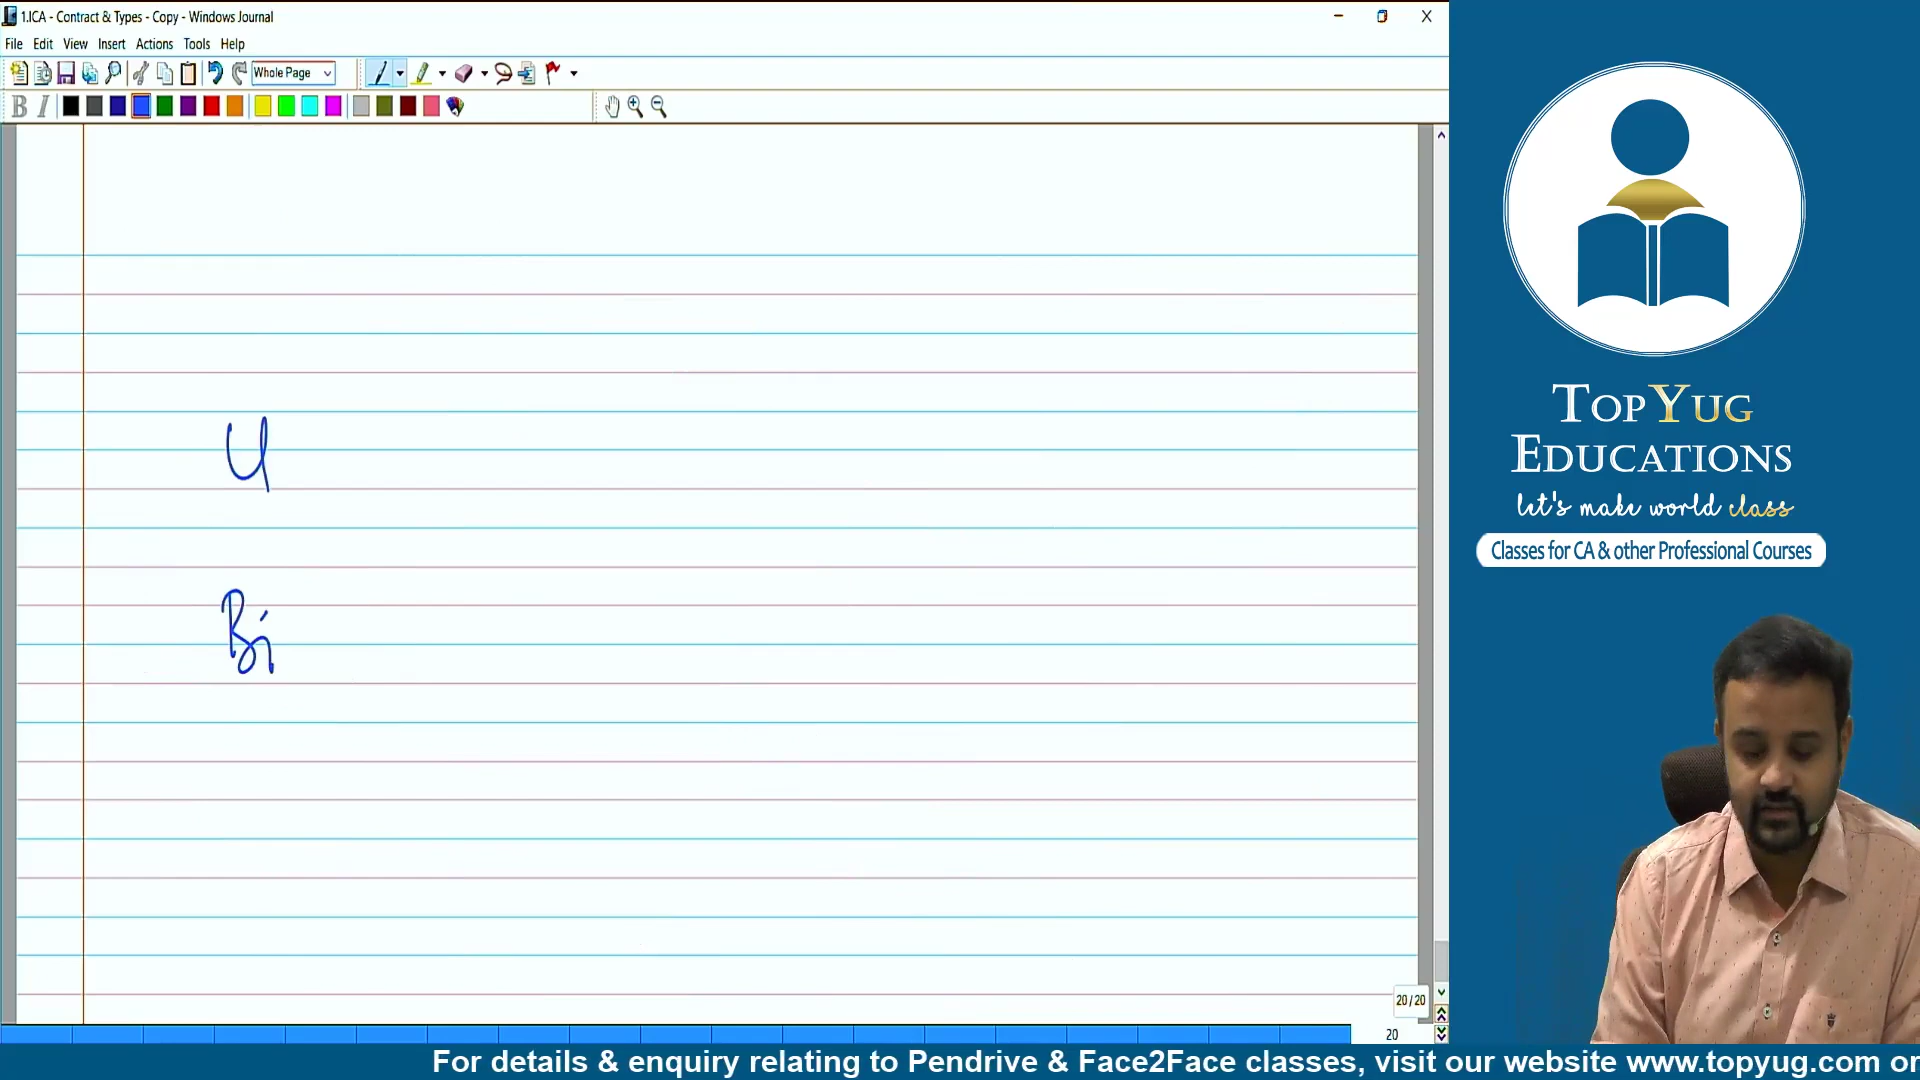 1.ICA - Contract & Types - Copy - Windows Journal
File Edit View Insert Actions Tools Help
Whole Page
B I
U
Bi
20 / 20
20
TOPYUG
EDUCATIONS
let's make world class
Classes for CA & other Professional Courses
For details & enquiry relating to Pendrive & Face2Face classes, visit our website www.topyug.com or